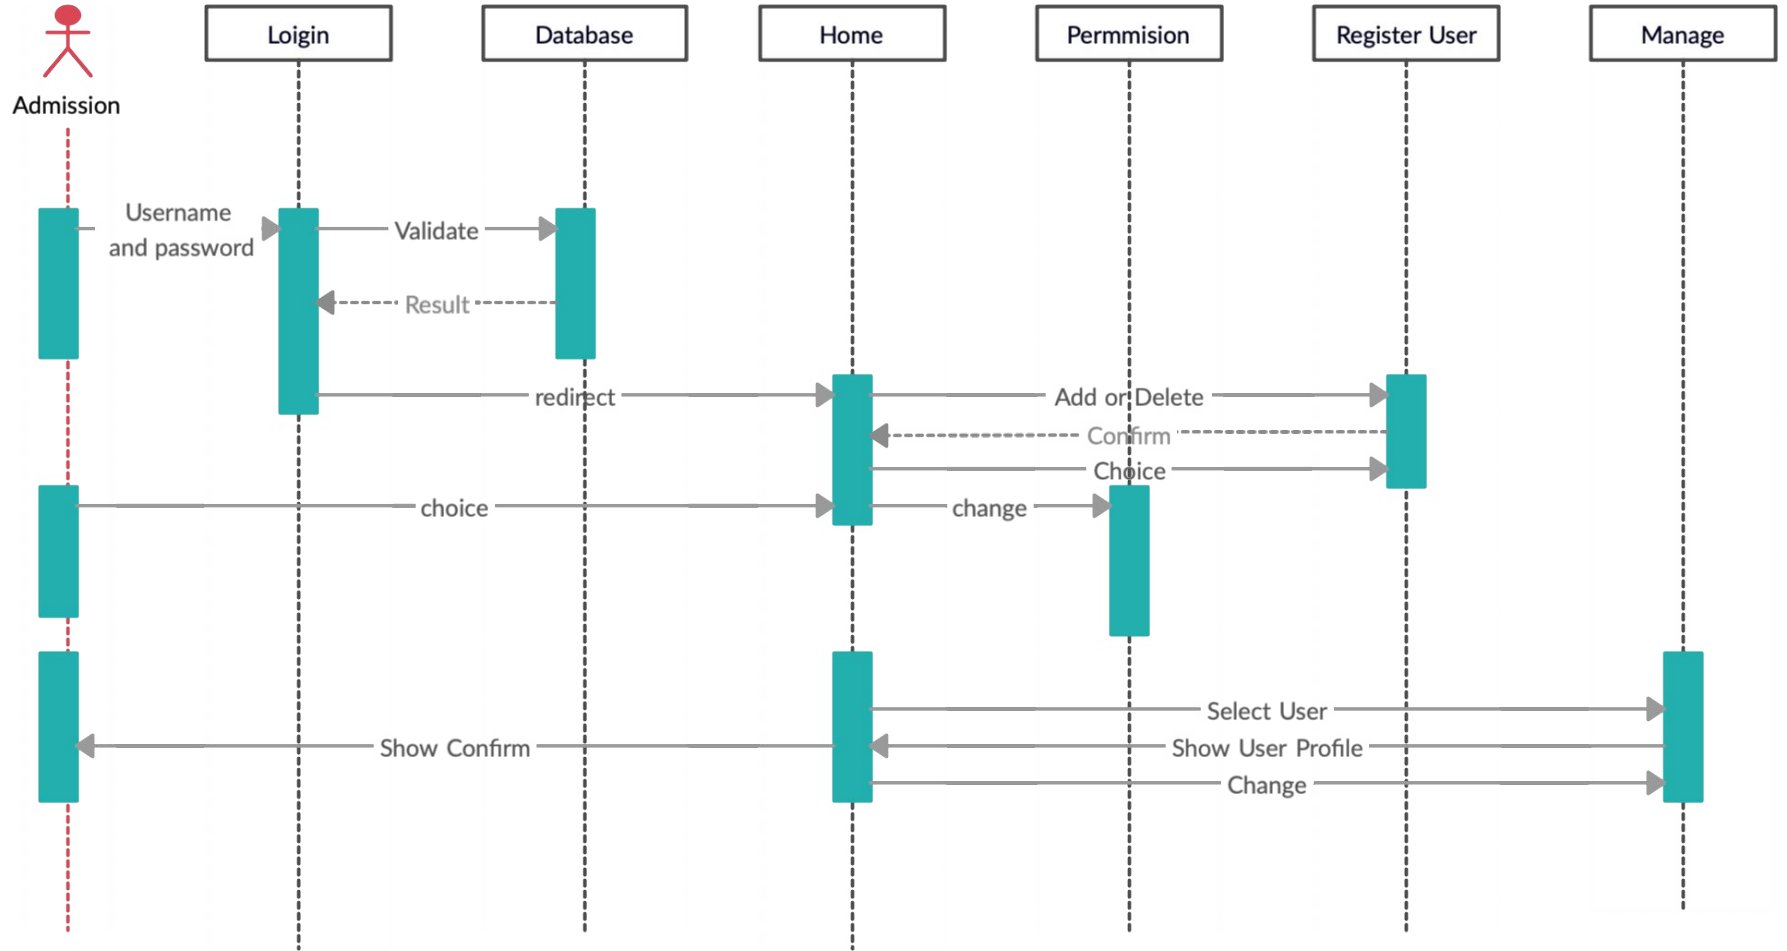 Loigin
Database
Home
Permmision
Register User
Manage
Admission
Username
and password
Validate
Result
redirect
Add or Delete
Confirm
Choice
choice
change
Select User
Show Confirm
Show User Profile
Change